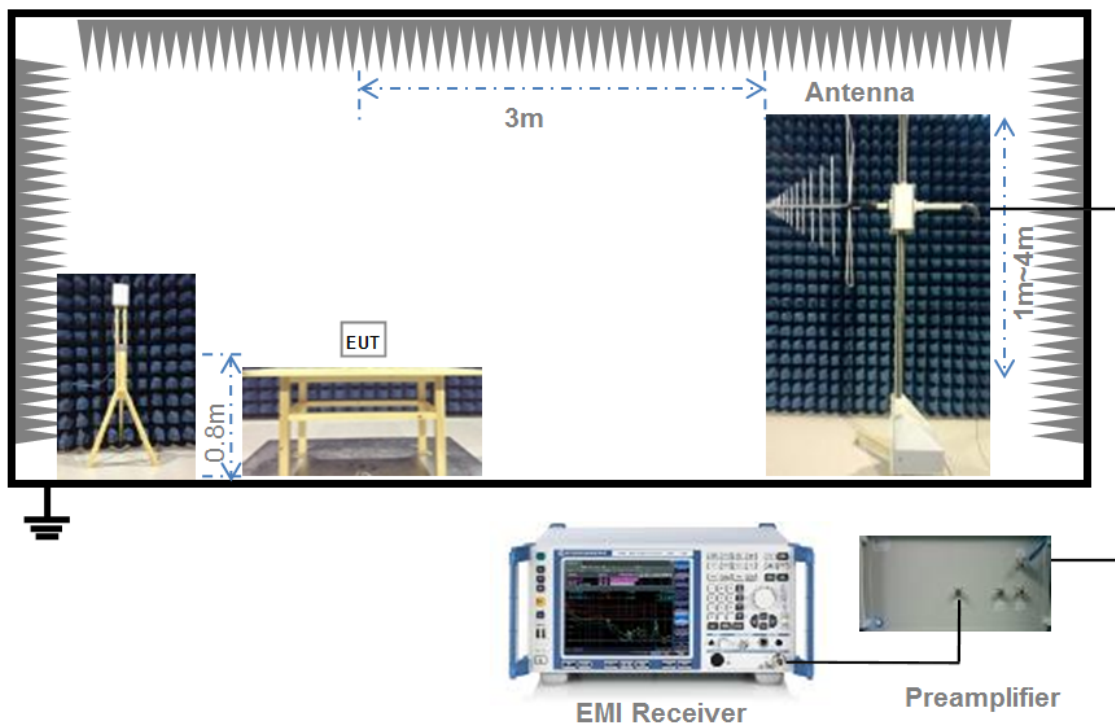 Antenna
3m
1m~4m
EUT
0.8m
EMI Receiver
Preamplifier